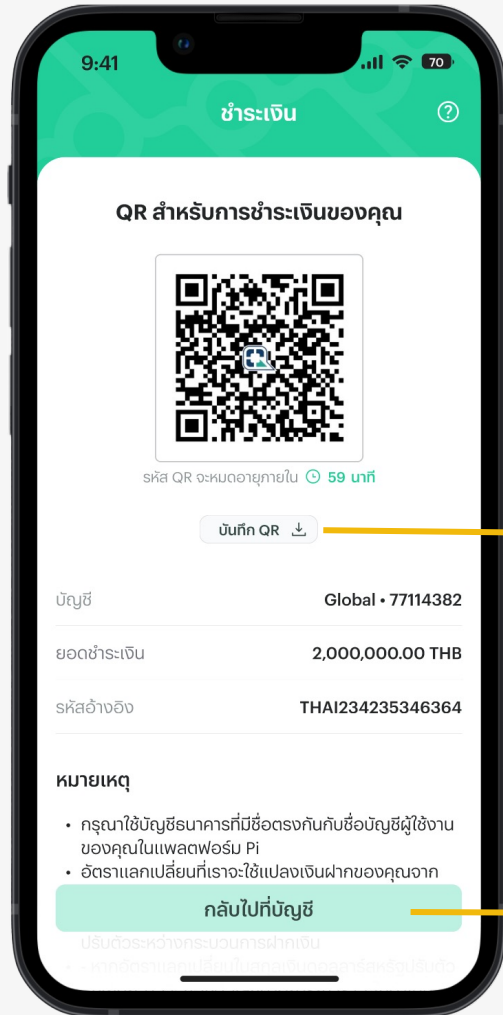 9:41
70
ชำระเงิน
?
QR สำหรับการชำระเงินของคุณ
รหัส QR จะหมดอายุภายใน 59 นาที
บันทึก QR
บัญชี Global • 77114382
ยอดชำระเงิน 2,000,000.00 THB
รหัสอ้างอิง THAI234235346364
หมายเหตุ
• กรุณาใช้บัญชีธนาคารที่มีชื่อตรงกันกับชื่อบัญชีผู้ใช้งาน
ของคุณในแพลตฟอร์ม Pi
• อัตราแลกเปลี่ยนที่เราจะใช้แปลงเงินฝากของคุณจาก
กลับไปที่บัญชี
ปรับตัวระหว่างกระบวนการฝากเงิน